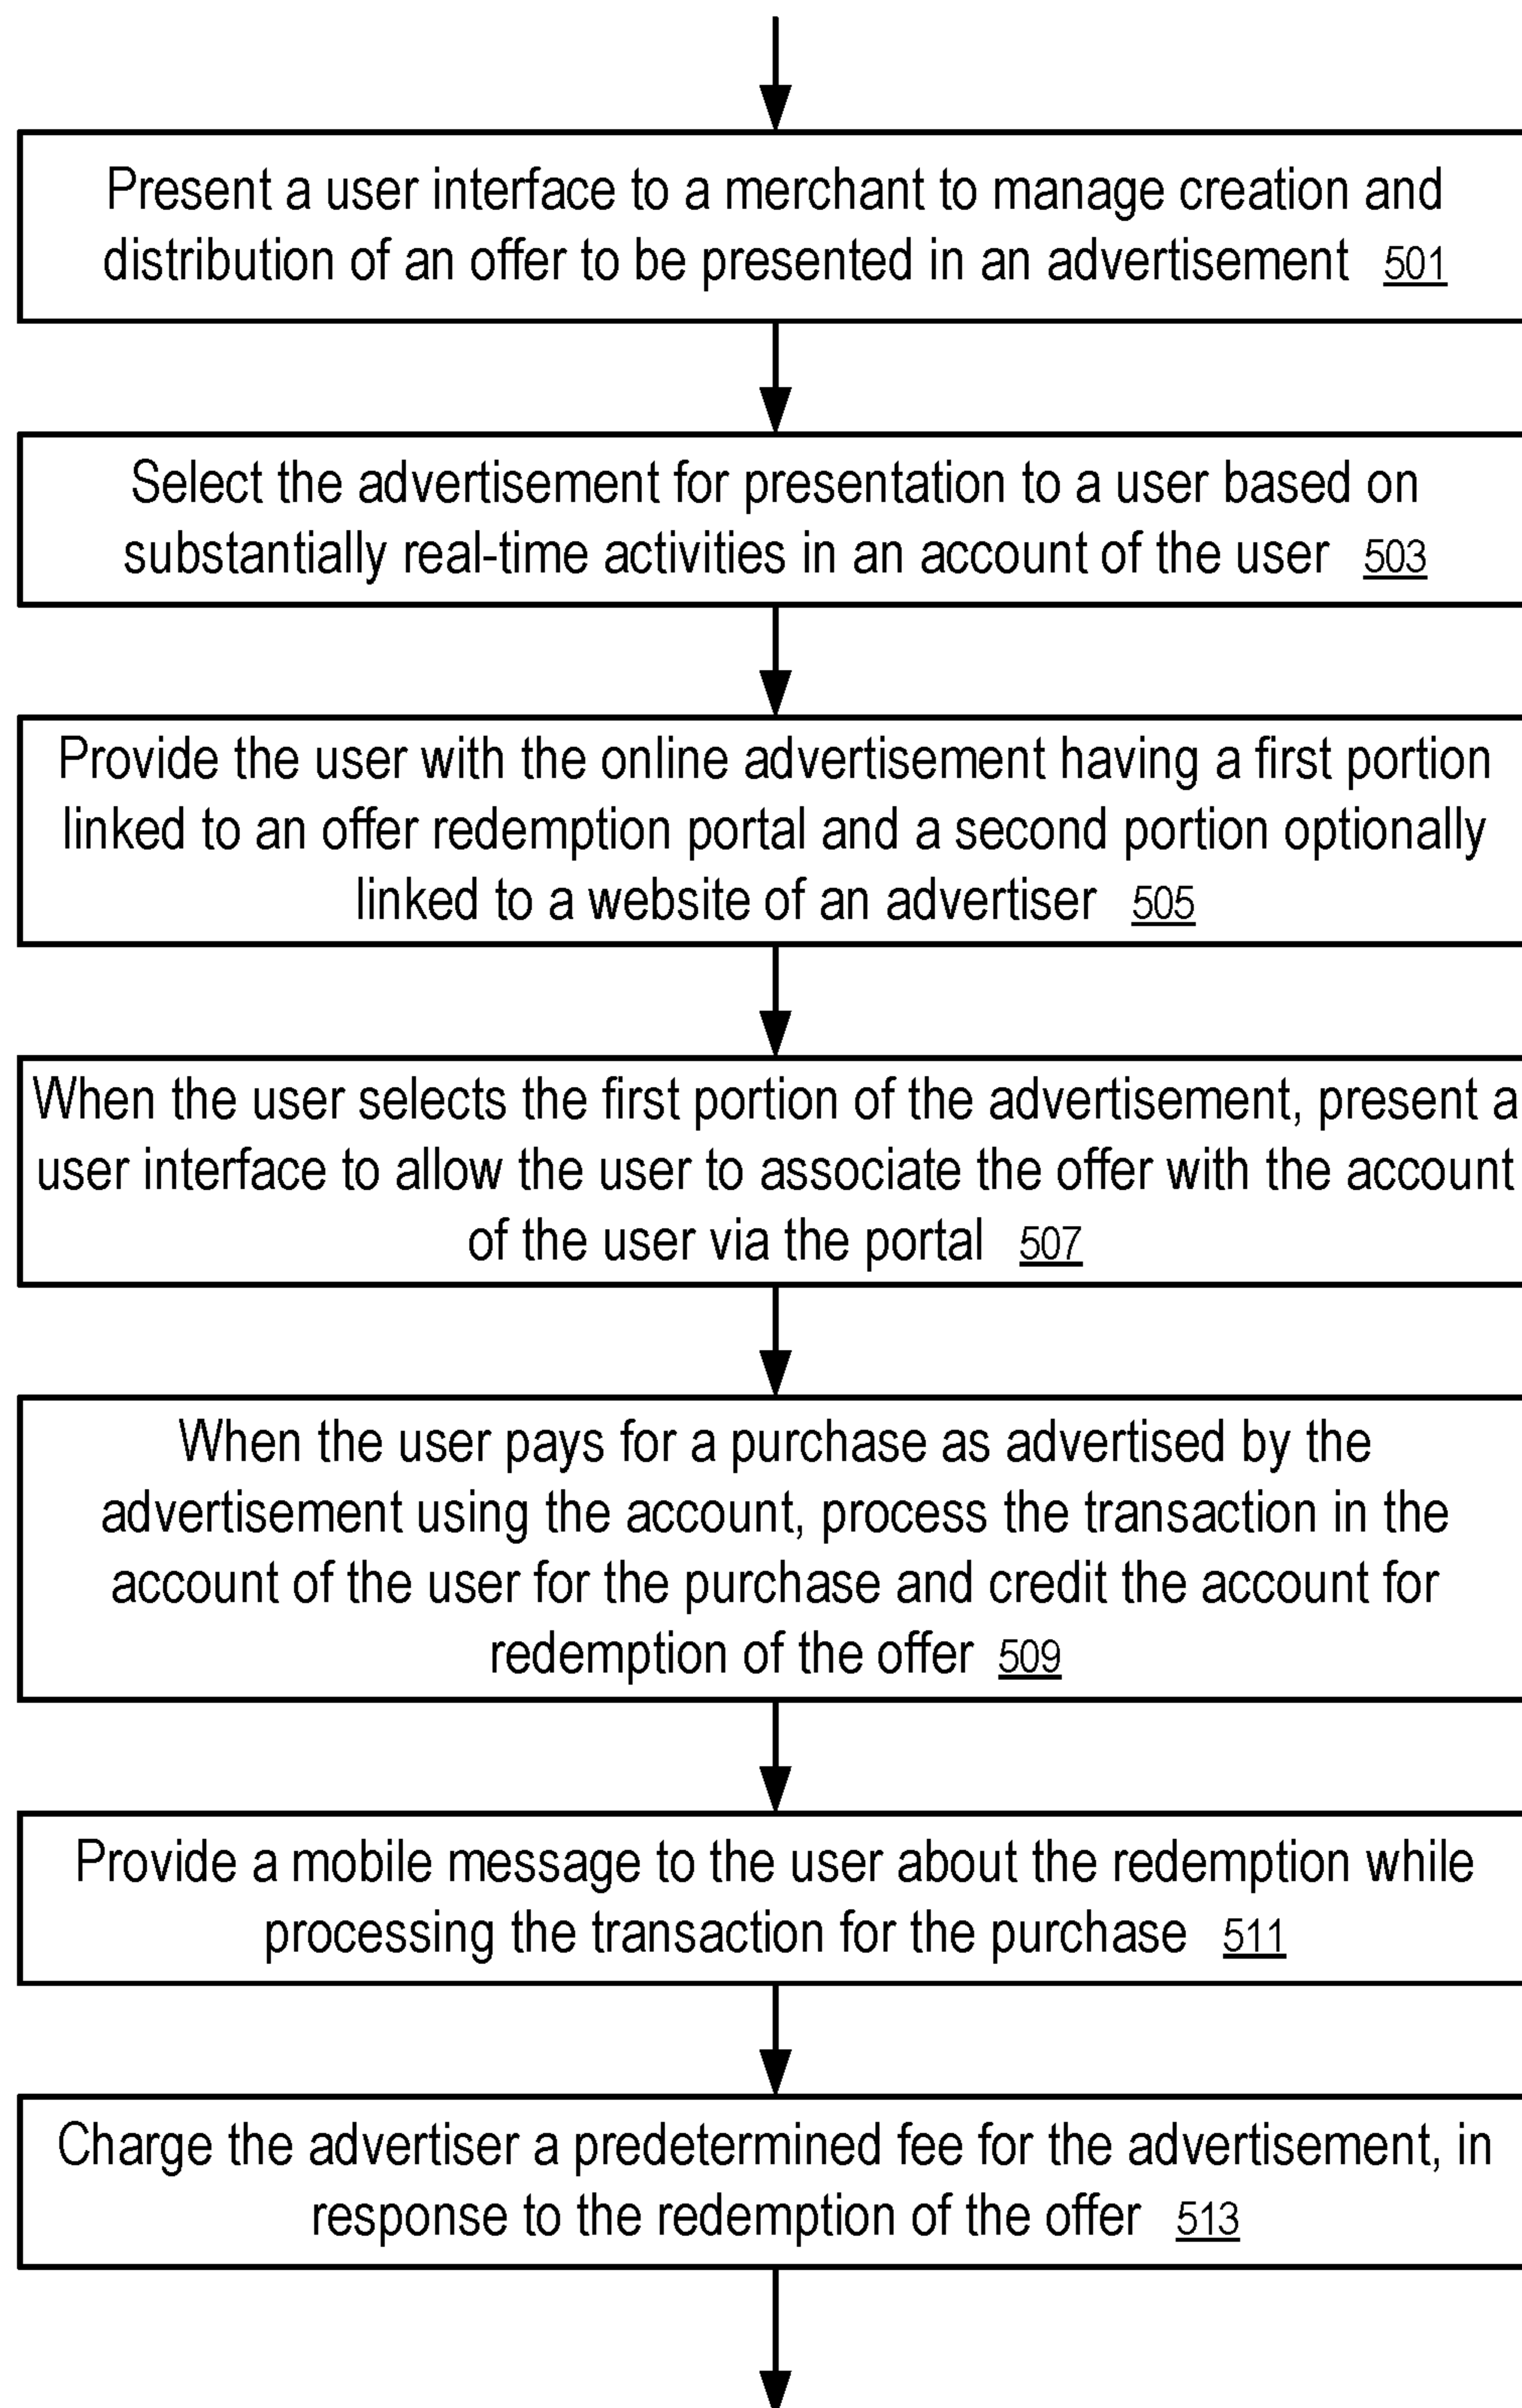 Present a user interface to a merchant to manage creation and
distribution of an offer to be presented in an advertisement 501
Select the advertisement for presentation to a user based on
substantially real-time activities in an account of the user 503
Provide the user with the online advertisement having a first portion
linked to an offer redemption portal and a second portion optionally
linked to a website of an advertiser 505
When the user selects the first portion of the advertisement, present a
user interface to allow the user to associate the offer with the account
of the user via the portal 507
When the user pays for a purchase as advertised by the
advertisement using the account, process the transaction in the
account of the user for the purchase and credit the account for
redemption of the offer 509
Provide a mobile message to the user about the redemption while
processing the transaction for the purchase 511
Charge the advertiser a predetermined fee for the advertisement, in
response to the redemption of the offer 513